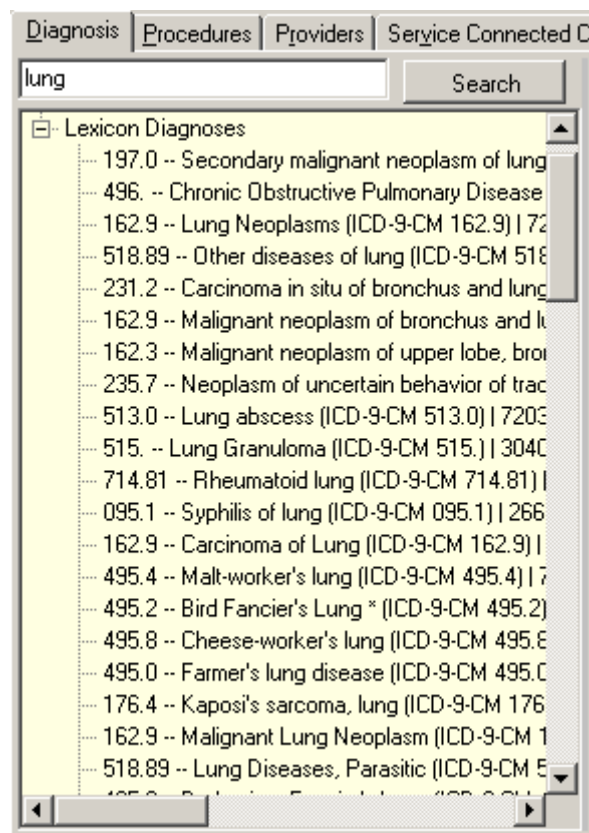 Diagnosis Procedures Providers Service Connected C
lung Search
Lexicon Diagnoses
197.0 -- Secondary malignant neoplasm of lung
496. -- Chronic Obstructive Pulmonary Disease
162.9 -- Lung Neoplasms (ICD-9-CM 162.9) | 72
518.89 -- Other diseases of lung (ICD-9-CM 518
231.2 -- Carcinoma in situ of bronchus and lung
162.9 -- Malignant neoplasm of bronchus and lu
162.3 -- Malignant neoplasm of upper lobe, bron
235.7 -- Neoplasm of uncertain behavior of trac
513.0 -- Lung abscess (ICD-9-CM 513.0) | 7203
515. -- Lung Granuloma (ICD-9-CM 515.) | 3040
714.81 -- Rheumatoid lung (ICD-9-CM 714.81) |
095.1 -- Syphilis of lung (ICD-9-CM 095.1) | 266
162.9 -- Carcinoma of Lung (ICD-9-CM 162.9) |
495.4 -- Malt-worker's lung (ICD-9-CM 495.4) | 7
495.2 -- Bird Fancier's Lung * (ICD-9-CM 495.2)
495.8 -- Cheese-worker's lung (ICD-9-CM 495.8
495.0 -- Farmer's lung disease (ICD-9-CM 495.0
176.4 -- Kaposi's sarcoma, lung (ICD-9-CM 176
162.9 -- Malignant Lung Neoplasm (ICD-9-CM 1
518.89 -- Lung Diseases, Parasitic (ICD-9-CM 5